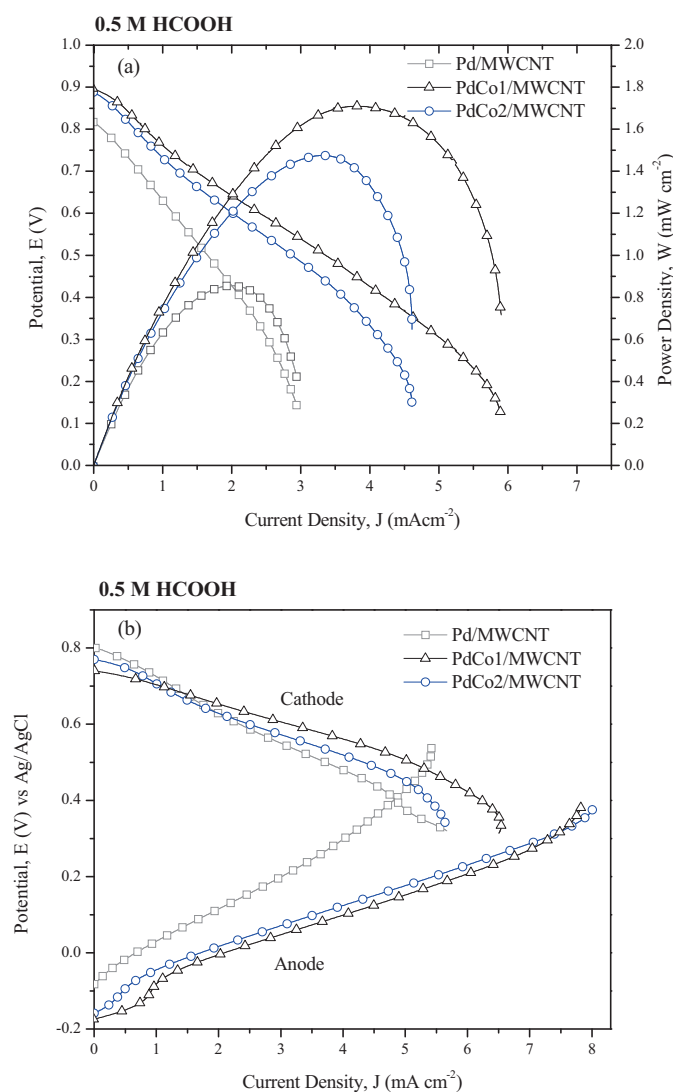 0.5 M HCOOH
(a)
Pd/MWCNT
PdCo1/MWCNT
PdCo2/MWCNT
1.0
0.9
0.8
0.7
0.6
0.5
0.4
0.3
0.2
0.1
0.0
Potential, E (V)
2.0
1.8
1.6
1.4
1.2
1.0
0.8
0.6
0.4
0.2
0.0
Power Density, W (mW cm⁻²)
0 1 2 3 4 5 6 7
Current Density, J (mAcm⁻²)
0.5 M HCOOH
(b)
Pd/MWCNT
PdCo1/MWCNT
PdCo2/MWCNT
Cathode
Anode
0.8
0.6
0.4
0.2
0.0
-0.2
Potential, E (V) vs Ag/AgCl
0 1 2 3 4 5 6 7 8
Current Density, J (mA cm⁻²)